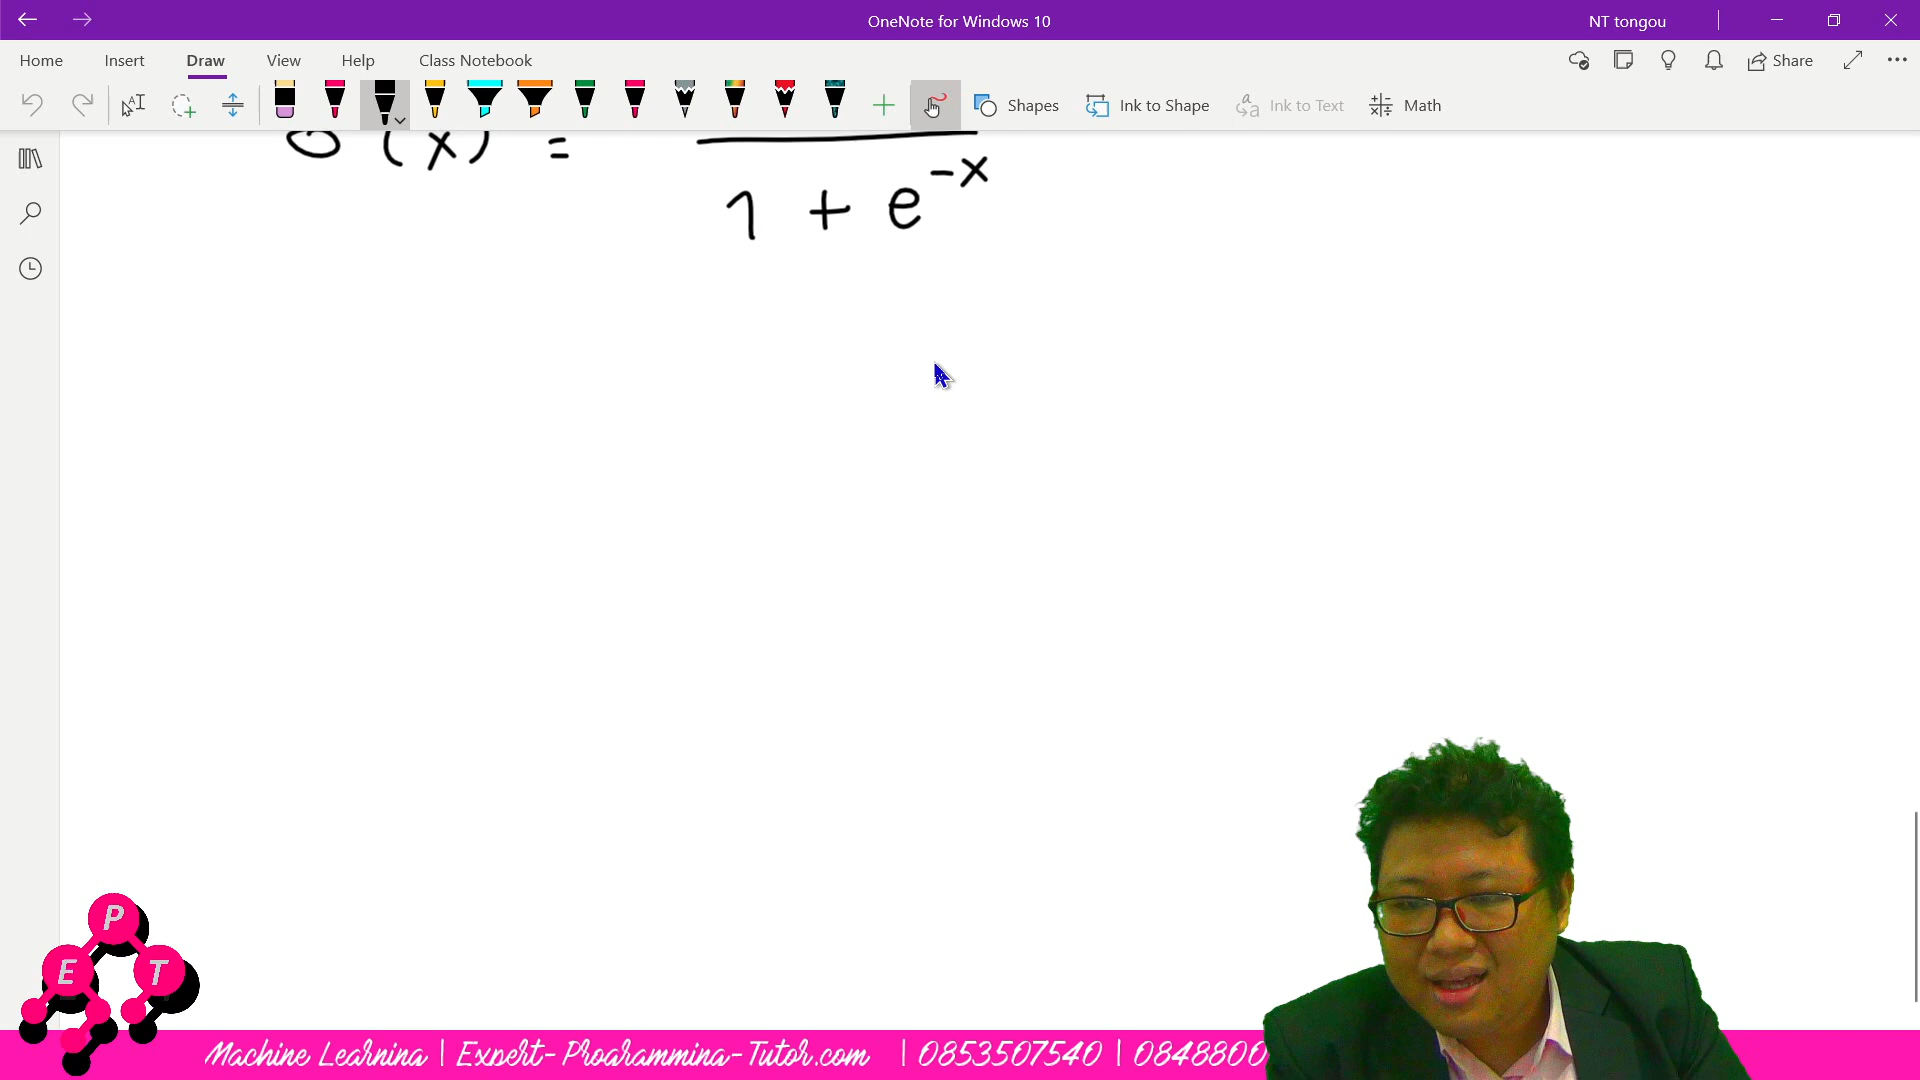 OneNote for Windows 10
NT tongou
Home Insert Draw View Help Class Notebook
Share
Shapes Ink to Shape Ink to Text Math
(x) =
1 + e^-x
P
E T
Machine Learning | Expert-Programming-Tutor.com | 0853507540 | 0848800